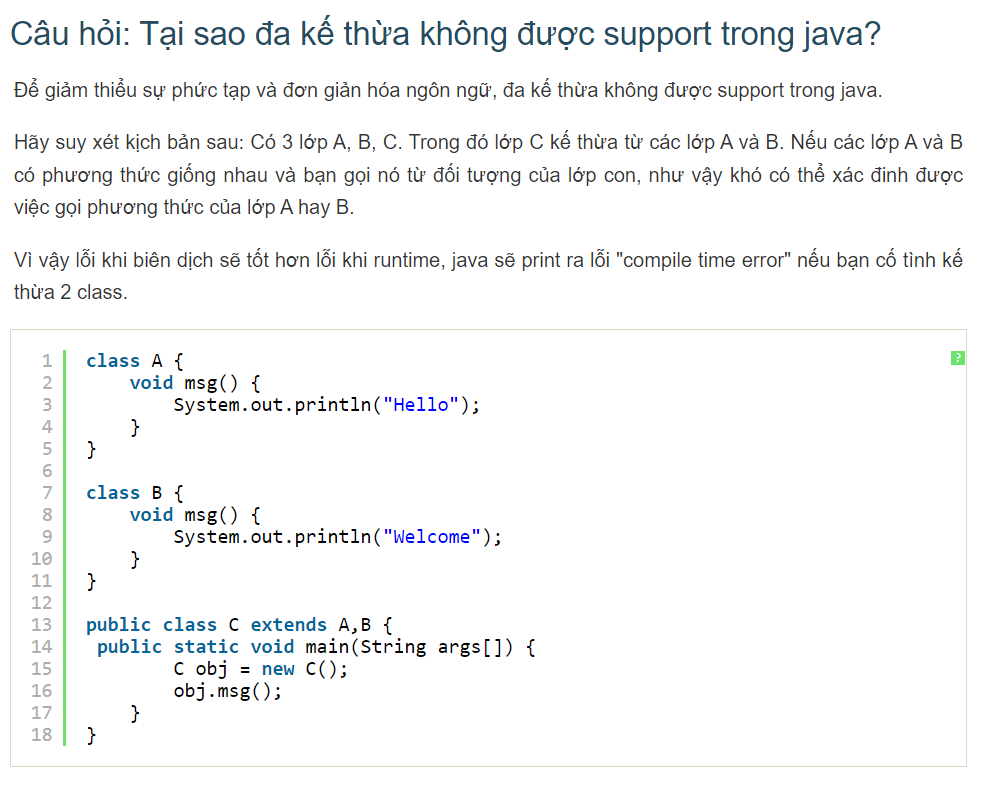 Câu hỏi: Tại sao đa kế thừa không được support trong java?
Để giảm thiểu sự phức tạp và đơn giản hóa ngôn ngữ, đa kế thừa không được support trong java.
Hãy suy xét kịch bản sau: Có 3 lớp A, B, C. Trong đó lớp C kế thừa từ các lớp A và B. Nếu các lớp A và B
có phương thức giống nhau và bạn gọi nó từ đối tượng của lớp con, như vậy khó có thể xác đinh được
việc gọi phương thức của lớp A hay B.
Vì vậy lỗi khi biên dịch sẽ tốt hơn lỗi khi runtime, java sẽ print ra lỗi "compile time error" nếu bạn cố tình kế
thừa 2 class.
?
1 class A {
2     void msg() {
3         System.out.println("Hello");
4     }
5 }
6
7 class B {
8     void msg() {
9         System.out.println("Welcome");
10     }
11 }
12
13 public class C extends A,B {
14  public static void main(String args[]) {
15         C obj = new C();
16         obj.msg();
17     }
18 }